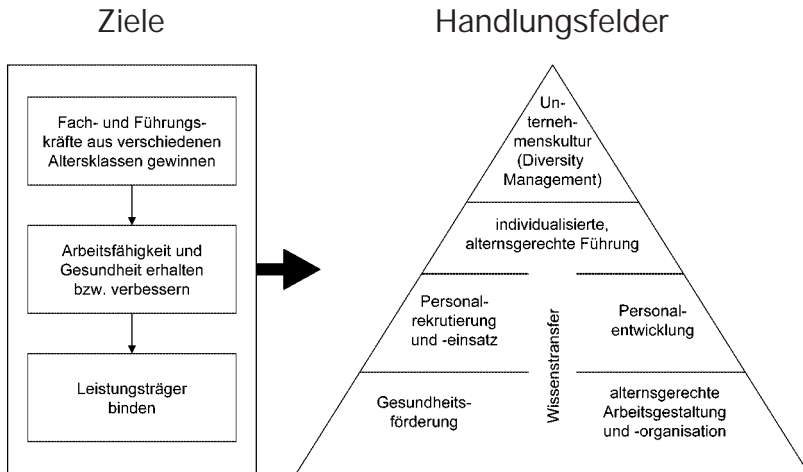 Ziele
Handlungsfelder
Fach- und Führungs-
kräfte aus verschiedenen
Altersklassen gewinnen
Arbeitsfähigkeit und
Gesundheit erhalten
bzw. verbessern
Leistungsträger
binden
Un-
terneh-
menskultur
(Diversity
Management)
individualisierte,
alternsgerechte Führung
Personal-
rekrutierung
und -einsatz
Wissenstransfer
Personal-
entwicklung
Gesundheits-
förderung
alternsgerechte
Arbeitsgestaltung
und -organisation